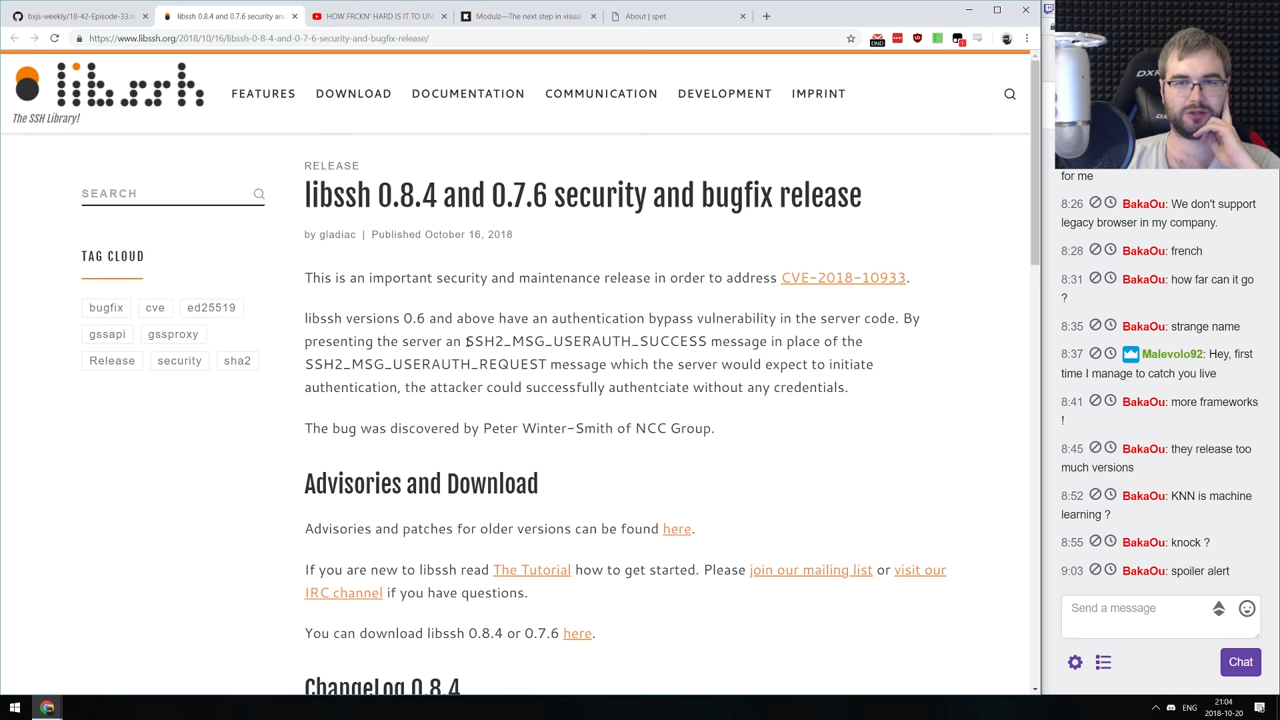 bxjs-weekly/18-42-Episode-33.m
libssh 0.8.4 and 0.7.6 security an
HOW F*CKIN' HARD IS IT TO UN
Modulz—The next step in visual
About | spet
https://www.libssh.org/2018/10/16/libssh-0-8-4-and-0-7-6-security-and-bugfix-release/
DND
libssh
The SSH Library!
FEATURES DOWNLOAD DOCUMENTATION COMMUNICATION DEVELOPMENT IMPRINT
SEARCH
TAG CLOUD
bugfix cve ed25519
gssapi gssproxy
Release security sha2
RELEASE
libssh 0.8.4 and 0.7.6 security and bugfix release
by gladiac | Published October 16, 2018
This is an important security and maintenance release in order to address CVE-2018-10933.
libssh versions 0.6 and above have an authentication bypass vulnerability in the server code. By
presenting the server an SSH2_MSG_USERAUTH_SUCCESS message in place of the
SSH2_MSG_USERAUTH_REQUEST message which the server would expect to initiate
authentication, the attacker could successfully authentciate without any credentials.
The bug was discovered by Peter Winter-Smith of NCC Group.
Advisories and Download
Advisories and patches for older versions can be found here.
If you are new to libssh read The Tutorial how to get started. Please join our mailing list or visit our
IRC channel if you have questions.
You can download libssh 0.8.4 or 0.7.6 here.
ChangeLog 0.8.4
DXR
for me
8:26 BakaOu: We don't support
legacy browser in my company.
8:28 BakaOu: french
8:31 BakaOu: how far can it go
?
8:35 BakaOu: strange name
8:37 Malevolo92: Hey, first
time I manage to catch you live
8:41 BakaOu: more frameworks
!
8:45 BakaOu: they release too
much versions
8:52 BakaOu: KNN is machine
learning ?
8:55 BakaOu: knock ?
9:03 BakaOu: spoiler alert
Send a message
Chat
ENG
21:04
2018-10-20